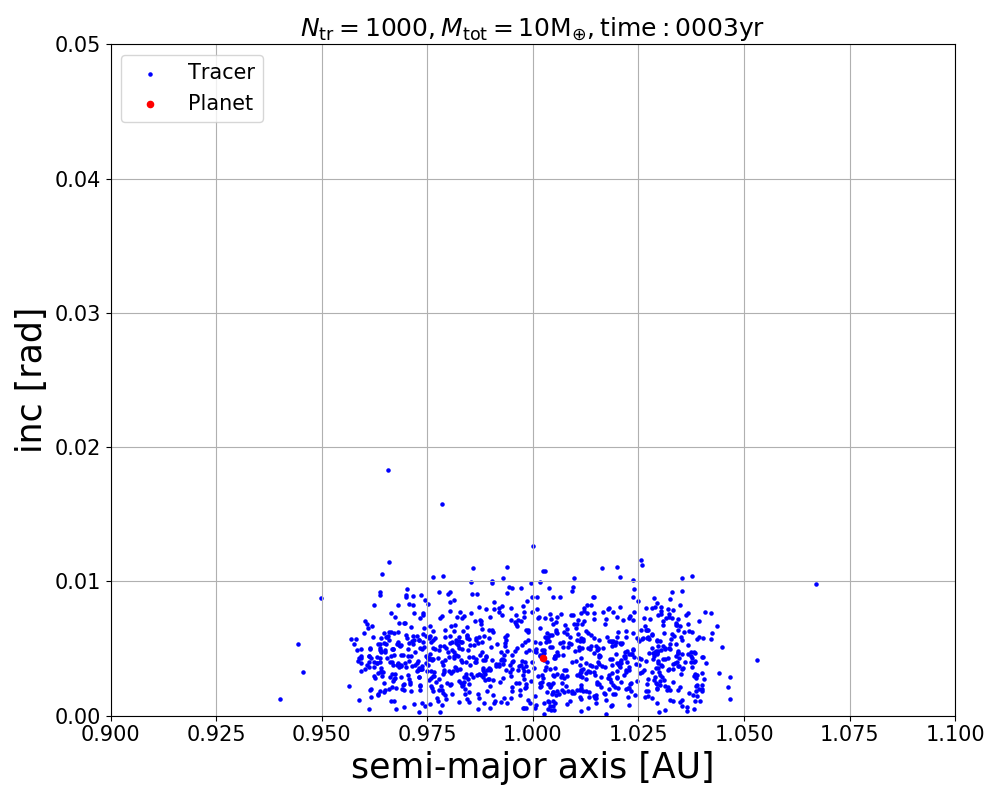 N_tr = 1000, M_tot = 10M_⊕, time : 0003yr
Tracer
Planet
0.05
0.04
0.03
0.02
0.01
0.00
inc [rad]
0.900 0.925 0.950 0.975 1.000 1.025 1.050 1.075 1.100
semi-major axis [AU]